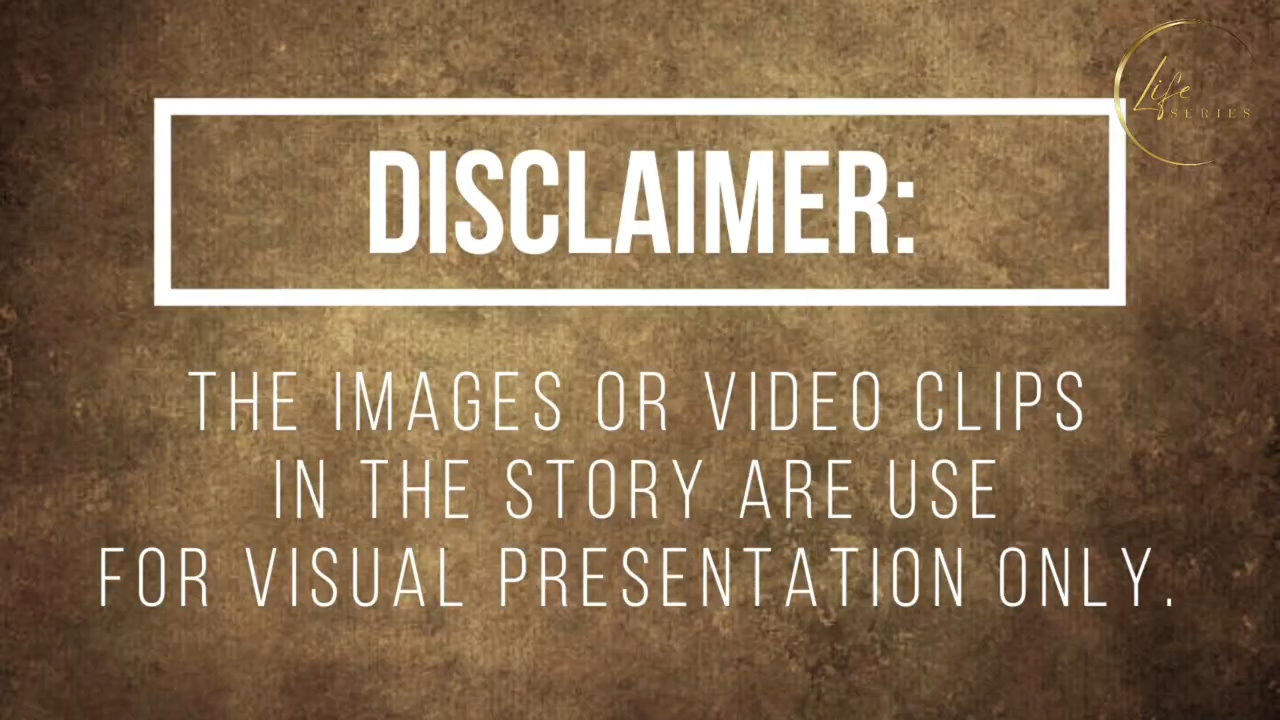 Life
SERIES
DISCLAIMER:
THE IMAGES OR VIDEO CLIPS
IN THE STORY ARE USE
FOR VISUAL PRESENTATION ONLY.